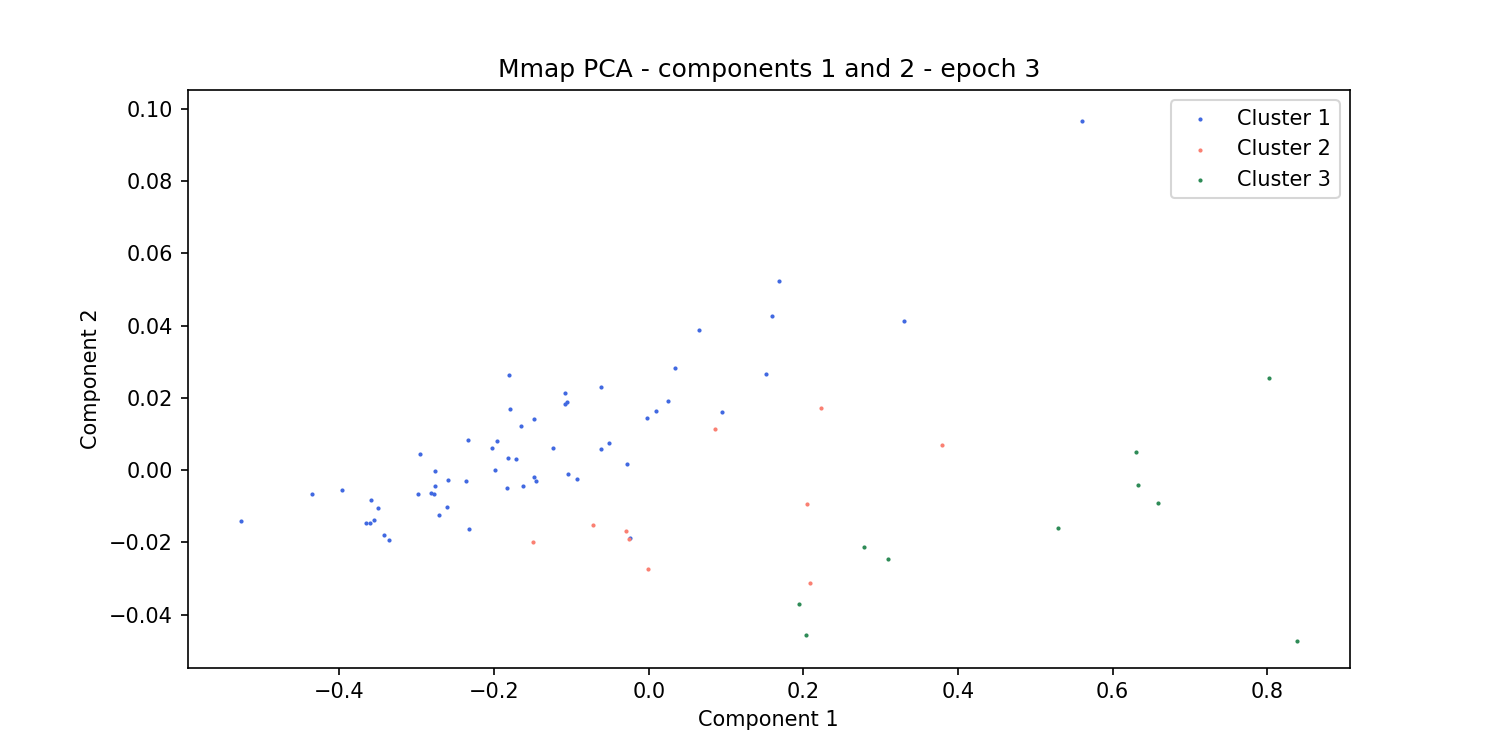 Mmap PCA - components 1 and 2 - epoch 3
Cluster 1
Cluster 2
Cluster 3
0.10
0.08
0.06
0.04
0.02
0.00
−0.02
−0.04
Component 2
−0.4 −0.2 0.0 0.2 0.4 0.6 0.8
Component 1